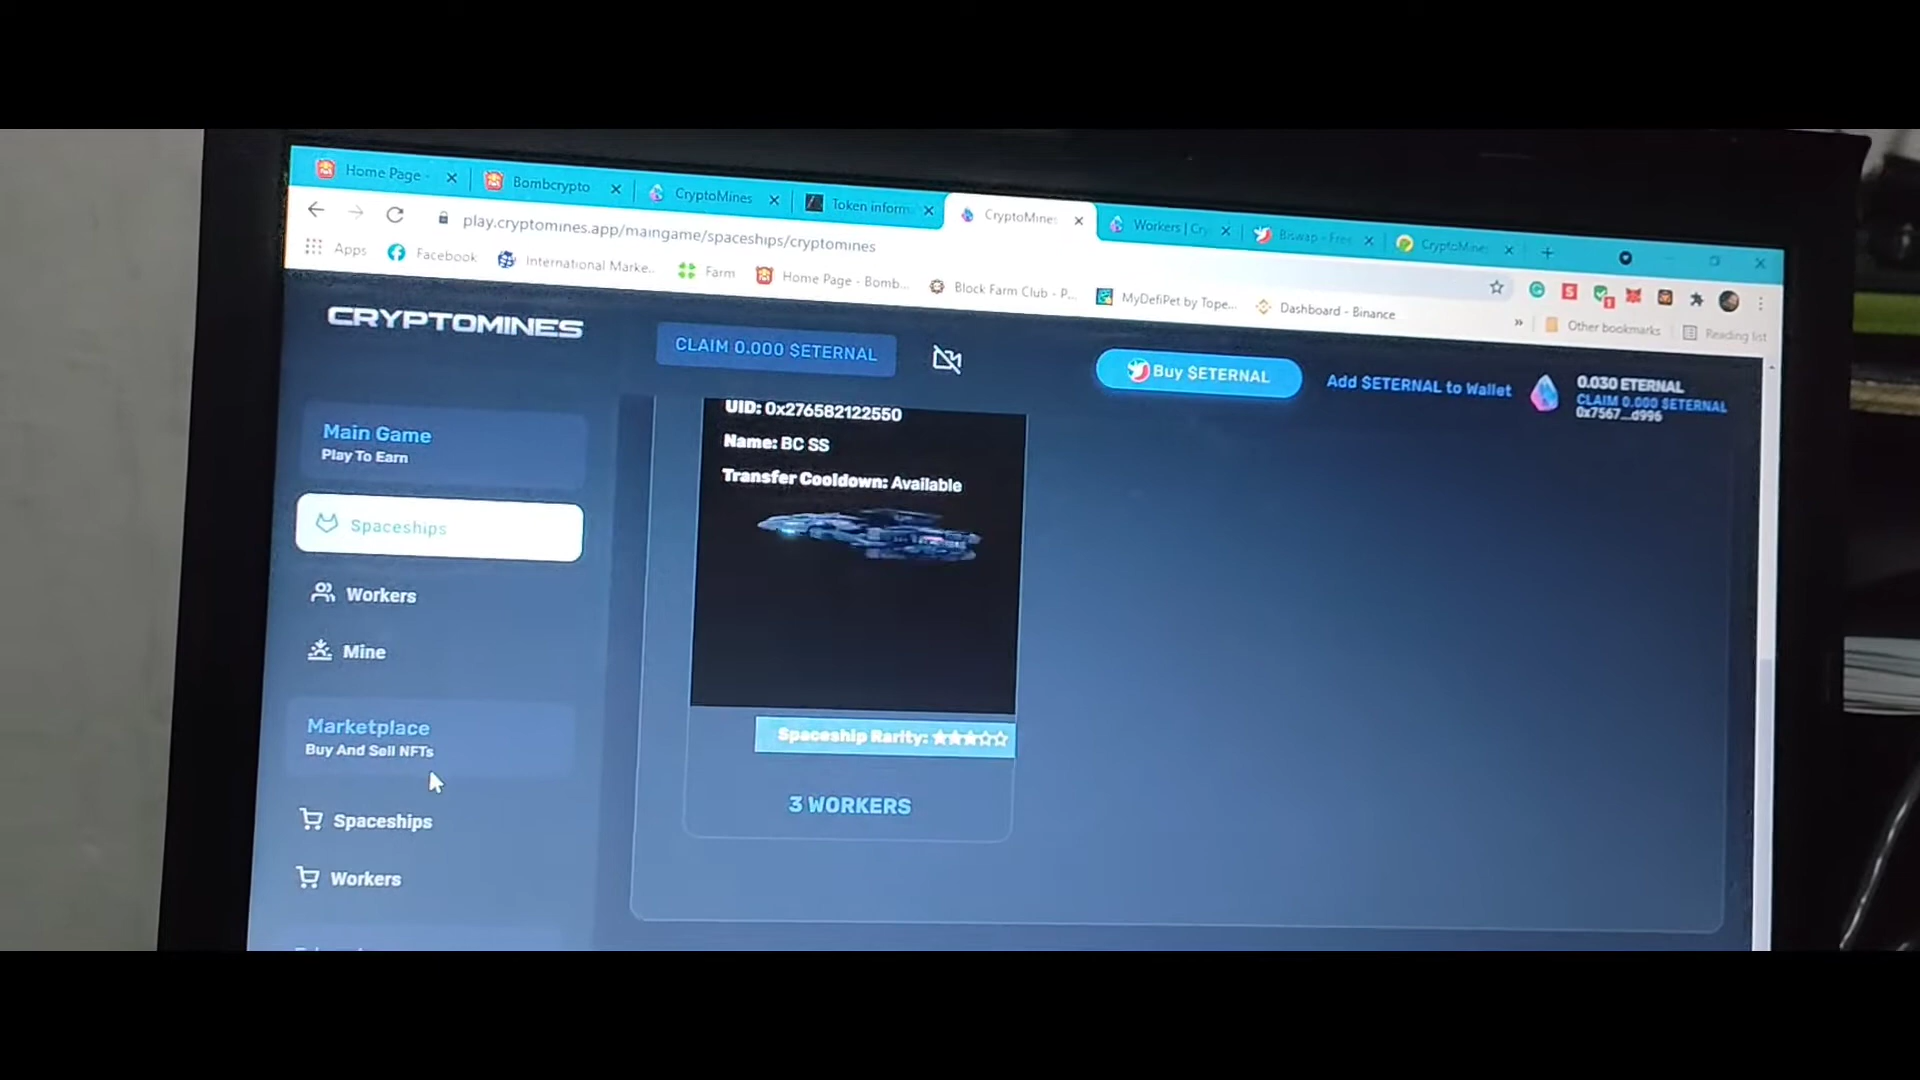 Home Page -
Bombcrypto
CryptoMines
Token inform
CryptoMines
Workers | Cry
Biswap - Free
CryptoMines
play.cryptomines.app/maingame/spaceships/cryptomines
Apps
Facebook
International Marke..
Farm
Home Page - Bomb...
Block Farm Club - P...
MyDefiPet by Tope...
Dashboard - Binance
»
Other bookmarks
Reading list
CRYPTOMINES
CLAIM 0.000 $ETERNAL
Buy $ETERNAL
Add $ETERNAL to Wallet
0.030 ETERNAL
CLAIM 0.000 $ETERNAL
0x7567...d996
Main Game
Play To Earn
Spaceships
Workers
Mine
Marketplace
Buy And Sell NFTs
Spaceships
Workers
UID: 0x276582122550
Name: BC SS
Transfer Cooldown: Available
Spaceship Rarity: ★★★☆☆
3 WORKERS